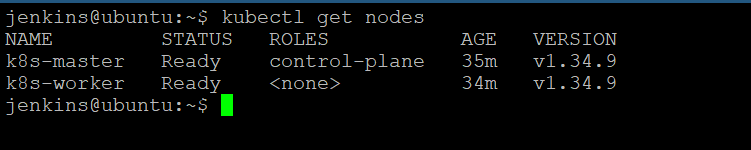 jenkins@ubuntu:~$ kubectl get nodes
NAME         STATUS   ROLES           AGE   VERSION
k8s-master   Ready    control-plane   35m   v1.34.9
k8s-worker   Ready    <none>          34m   v1.34.9
jenkins@ubuntu:~$